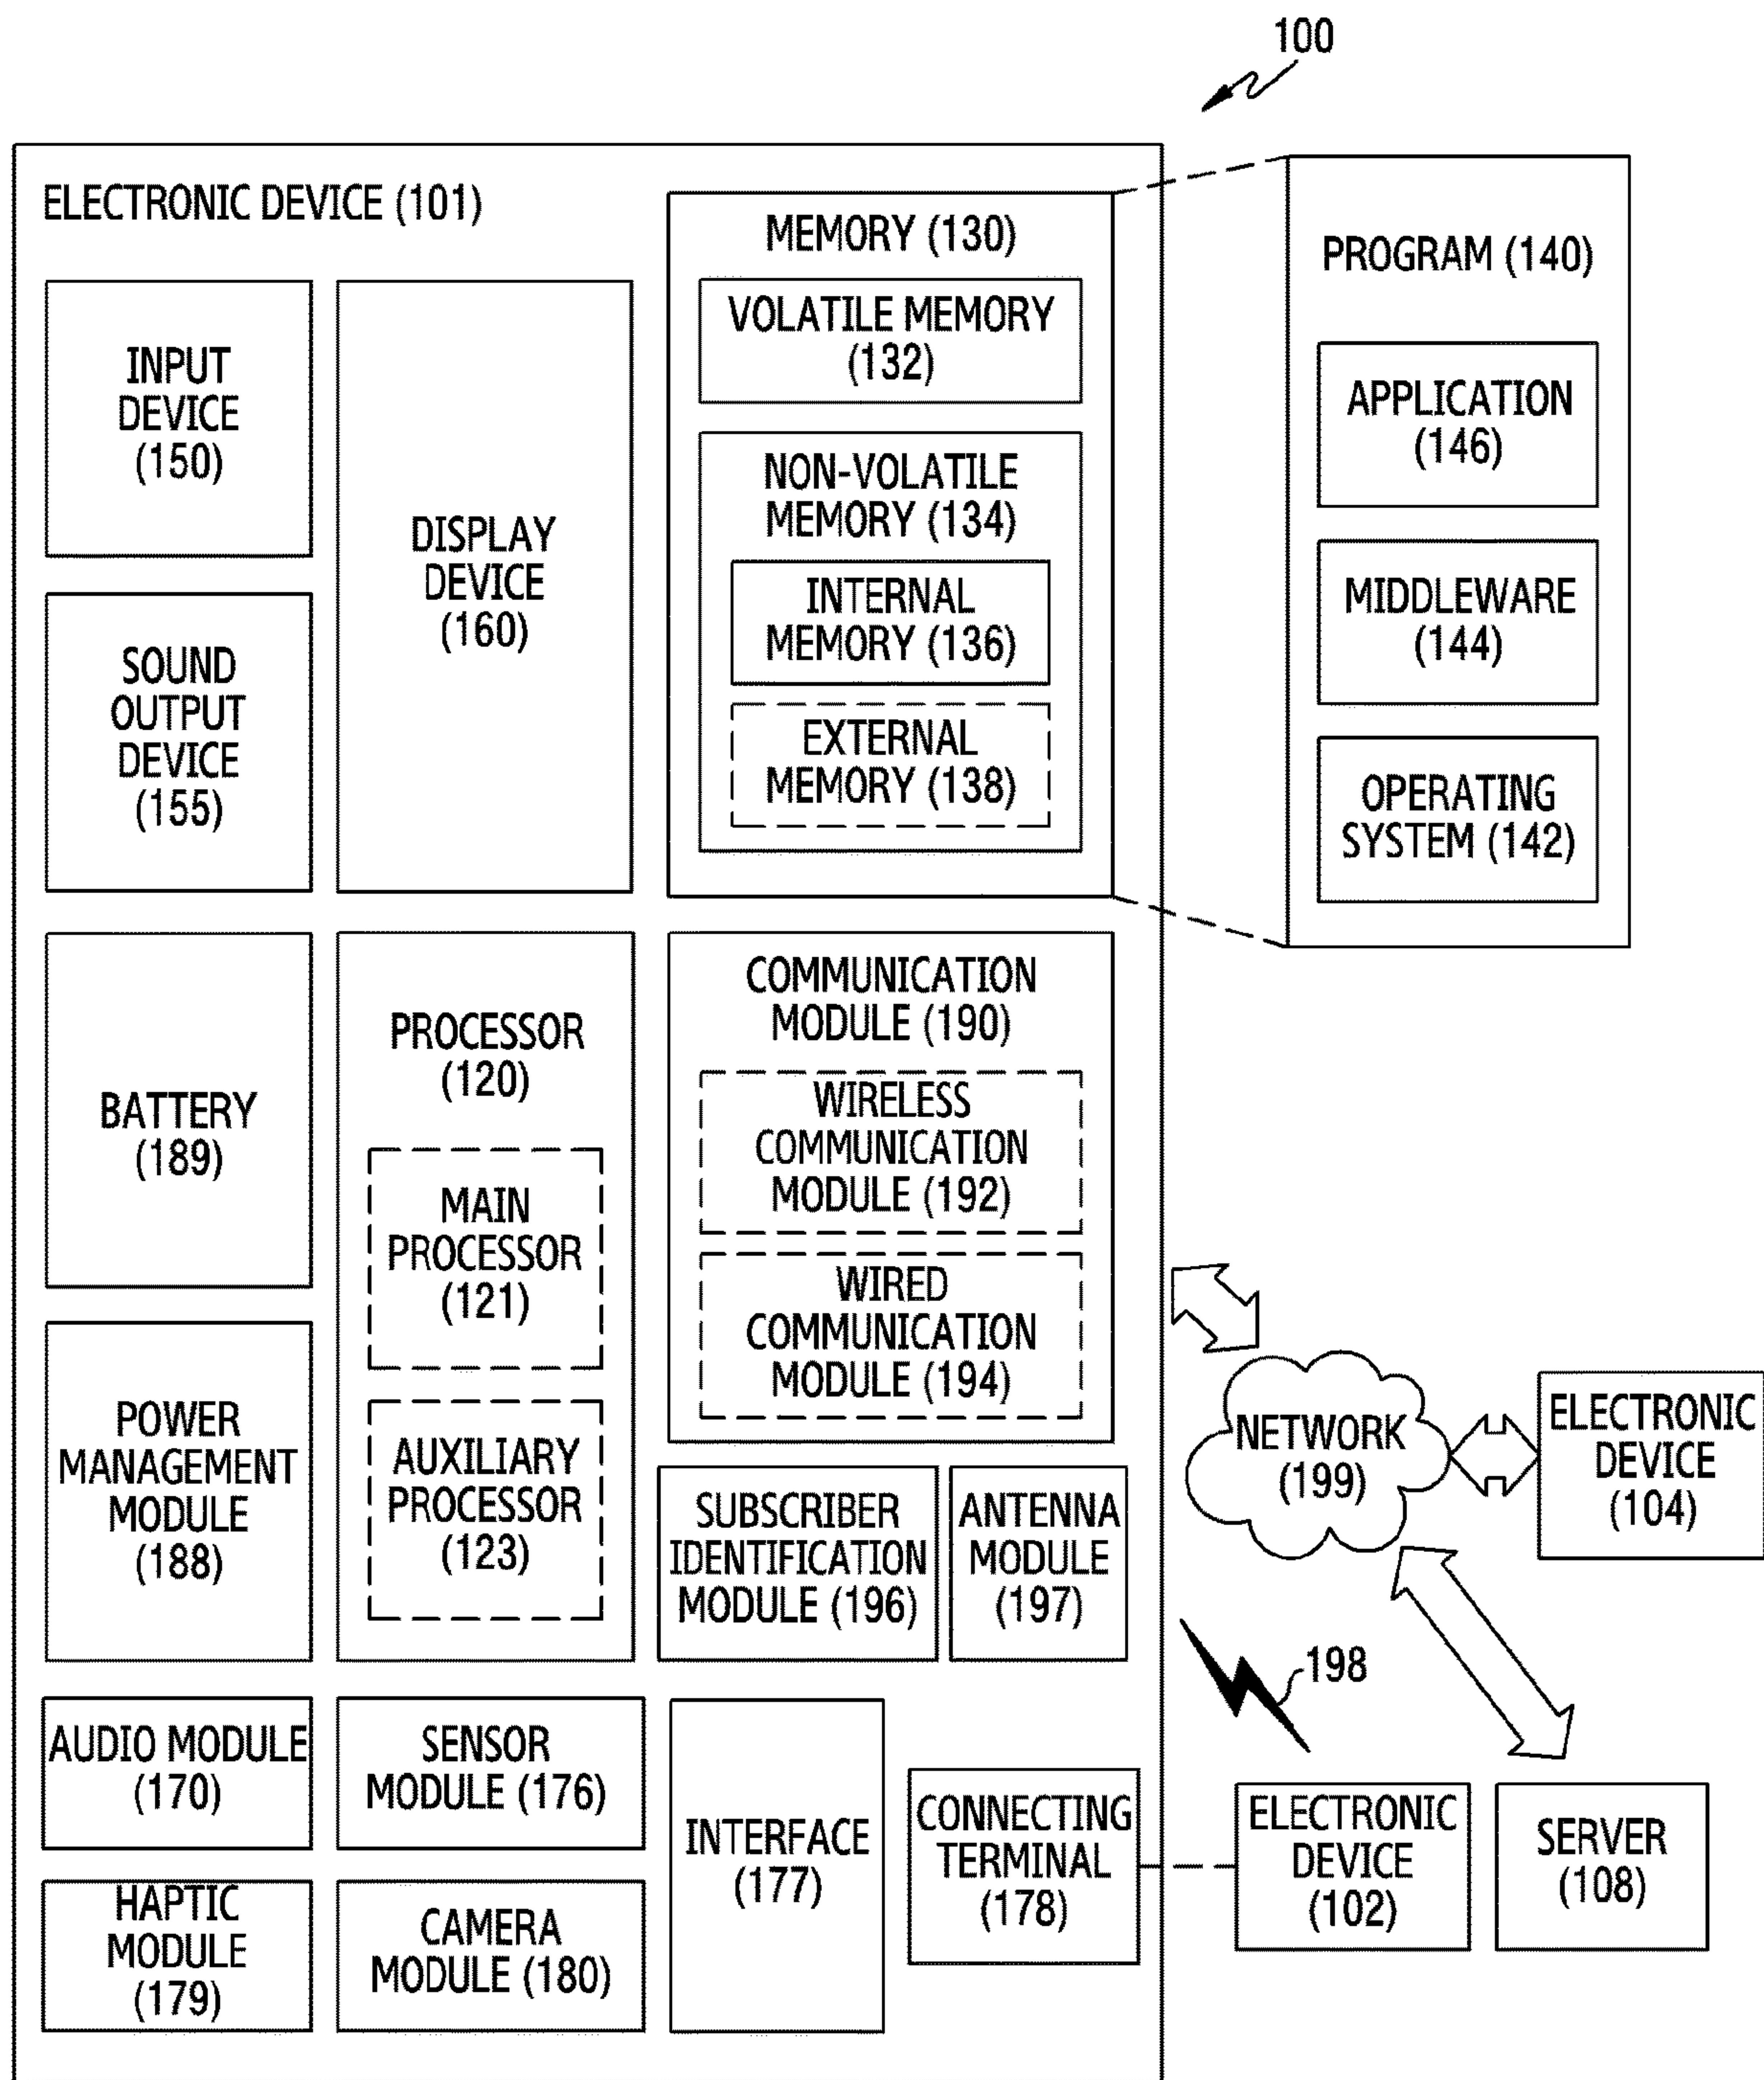 100
ELECTRONIC DEVICE (101)
INPUT
DEVICE
(150)
SOUND
OUTPUT
DEVICE
(155)
DISPLAY
DEVICE
(160)
MEMORY (130)
VOLATILE MEMORY
(132)
NON-VOLATILE
MEMORY (134)
INTERNAL
MEMORY (136)
EXTERNAL
MEMORY (138)
PROGRAM (140)
APPLICATION
(146)
MIDDLEWARE
(144)
OPERATING
SYSTEM (142)
BATTERY
(189)
POWER
MANAGEMENT
MODULE
(188)
PROCESSOR
(120)
MAIN
PROCESSOR
(121)
AUXILIARY
PROCESSOR
(123)
COMMUNICATION
MODULE (190)
WIRELESS
COMMUNICATION
MODULE (192)
WIRED
COMMUNICATION
MODULE (194)
SUBSCRIBER
IDENTIFICATION
MODULE (196)
ANTENNA
MODULE
(197)
NETWORK
(199)
ELECTRONIC
DEVICE
(104)
198
AUDIO MODULE
(170)
SENSOR
MODULE (176)
INTERFACE
(177)
CONNECTING
TERMINAL
(178)
ELECTRONIC
DEVICE
(102)
SERVER
(108)
HAPTIC
MODULE
(179)
CAMERA
MODULE (180)